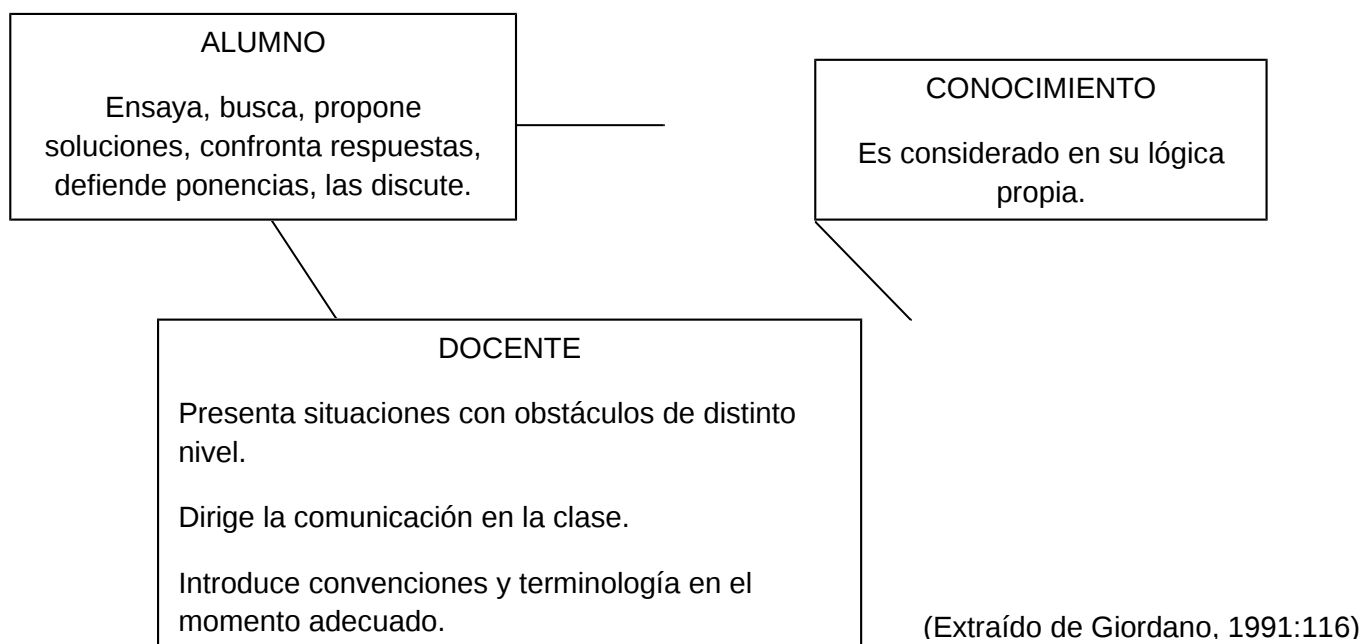 ALUMNO
Ensaya, busca, propone
soluciones, confronta respuestas,
defiende ponencias, las discute.
CONOCIMIENTO
Es considerado en su lógica
propia.
DOCENTE
Presenta situaciones con obstáculos de distinto
nivel.
Dirige la comunicación en la clase.
Introduce convenciones y terminología en el
momento adecuado.
(Extraído de Giordano, 1991:116)